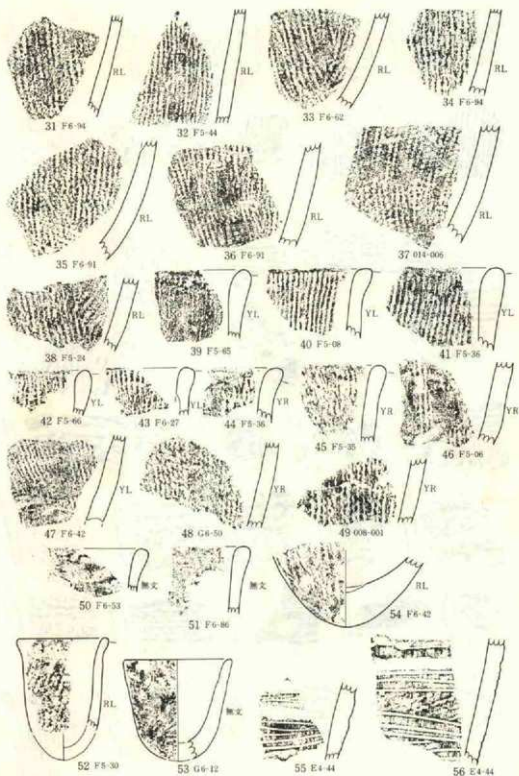 RL RL RL RL
31 F6-94 32 F5-44 33 F6-62 34 F6-94
RL RL RL
35 F6-91 36 F6-91 37 014-006
RL YL YL YL
38 F5-24 39 F5-65 40 F5-08 41 F5-36
YL YL YR YR YR
42 F5-66 43 F6-27 44 F5-36 45 F5-35 46 F5-06
YL YR YR
47 F6-42 48 G6-50 49 008-001
無文 無文 RL
50 F6-53 51 F6-86 54 F6-42
RL 無文
52 F5-30 53 G6-12 55 E4-44 56 E4-44